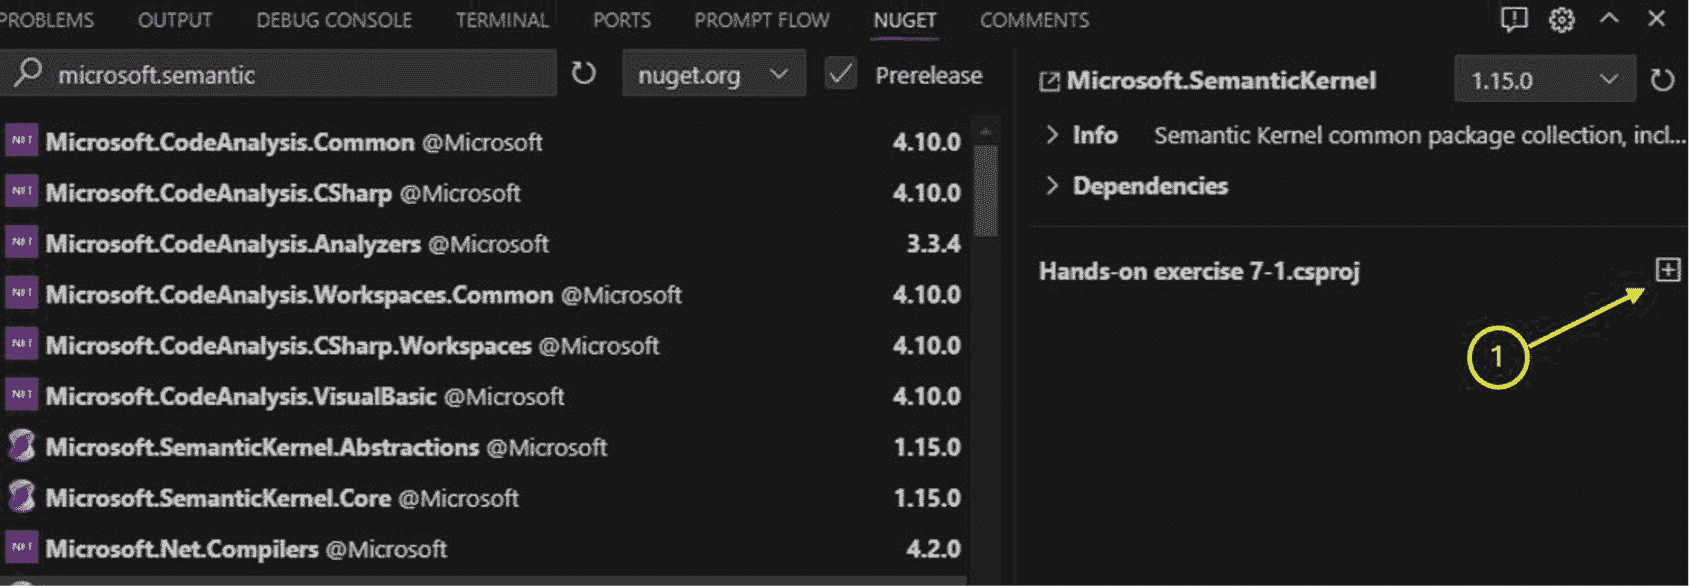 PROBLEMS OUTPUT DEBUG CONSOLE TERMINAL PORTS PROMPT FLOW NUGET COMMENTS
microsoft.semantic nuget.org Prerelease
Microsoft.CodeAnalysis.Common @Microsoft 4.10.0
Microsoft.CodeAnalysis.CSharp @Microsoft 4.10.0
Microsoft.CodeAnalysis.Analyzers @Microsoft 3.3.4
Microsoft.CodeAnalysis.Workspaces.Common @Microsoft 4.10.0
Microsoft.CodeAnalysis.CSharp.Workspaces @Microsoft 4.10.0
Microsoft.CodeAnalysis.VisualBasic @Microsoft 4.10.0
Microsoft.SemanticKernel.Abstractions @Microsoft 1.15.0
Microsoft.SemanticKernel.Core @Microsoft 1.15.0
Microsoft.Net.Compilers @Microsoft 4.2.0
Microsoft.SemanticKernel 1.15.0
Info Semantic Kernel common package collection, incl...
Dependencies
Hands-on exercise 7-1.csproj
1